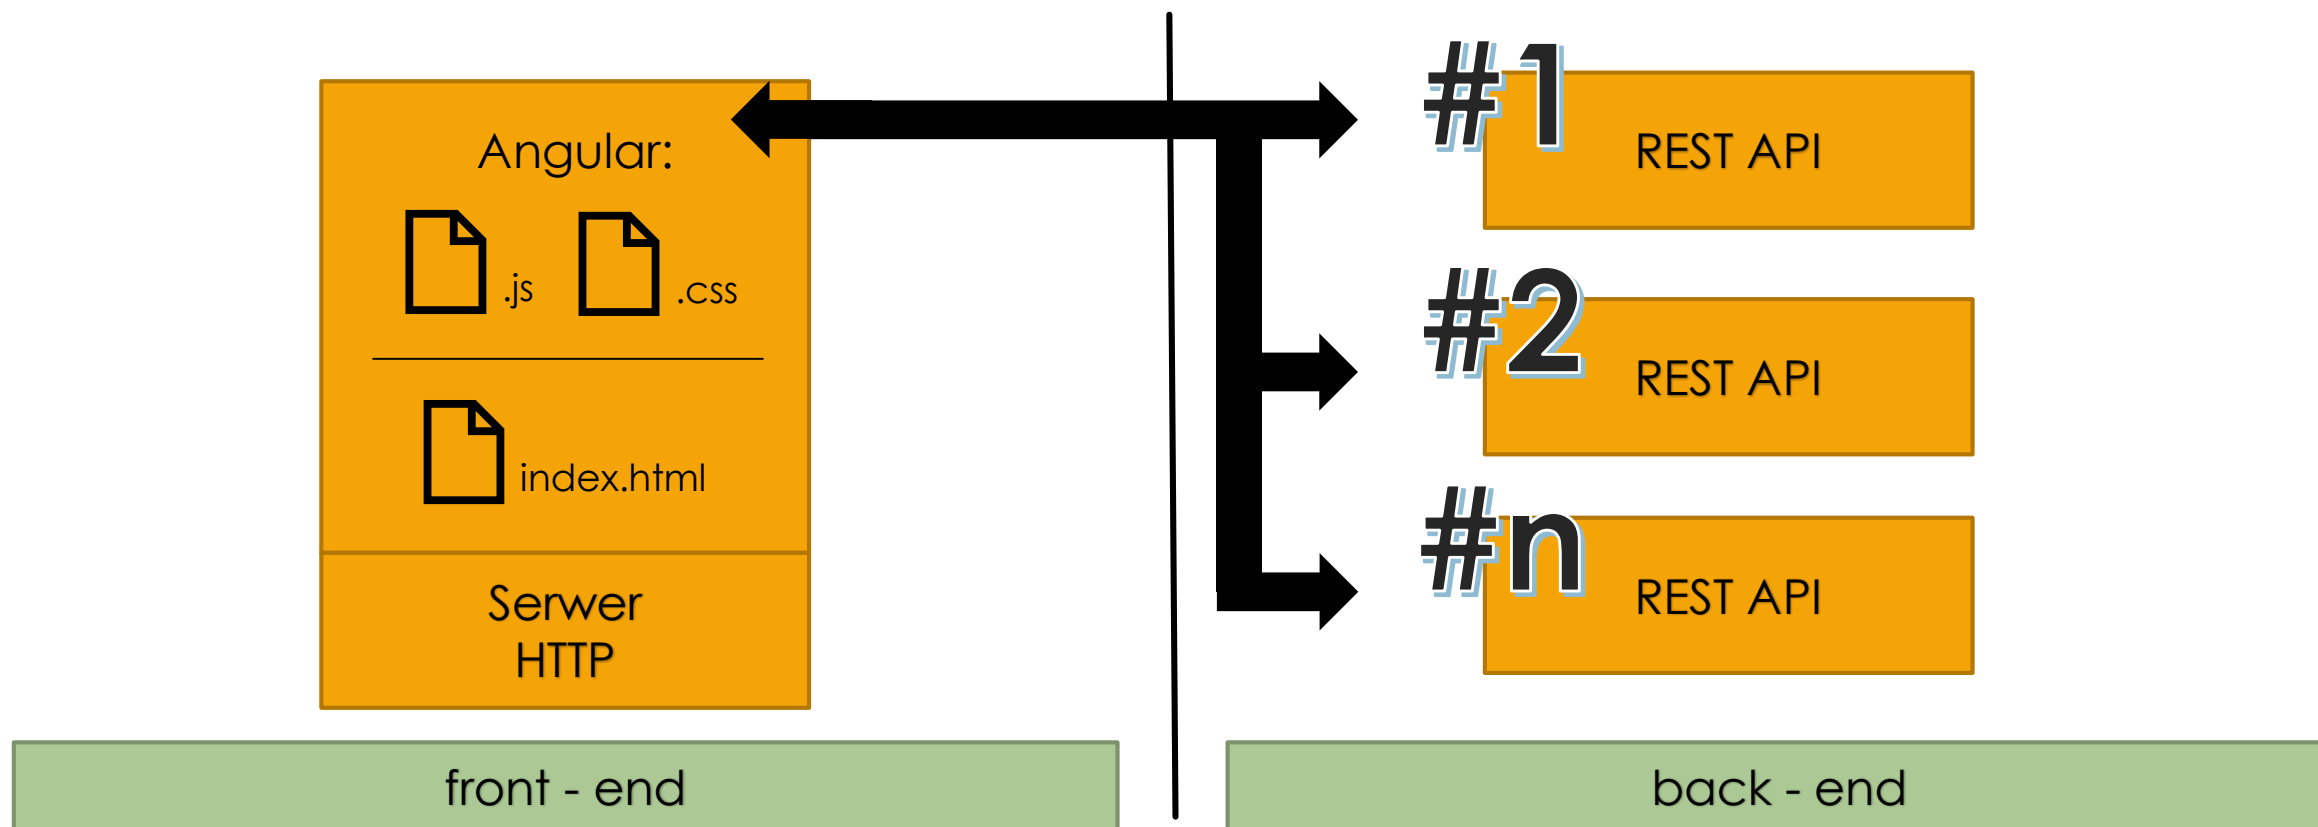 Angular:
.js
.css
index.html
Serwer
HTTP
front - end
#1
REST API
#2
REST API
#n
REST API
back - end